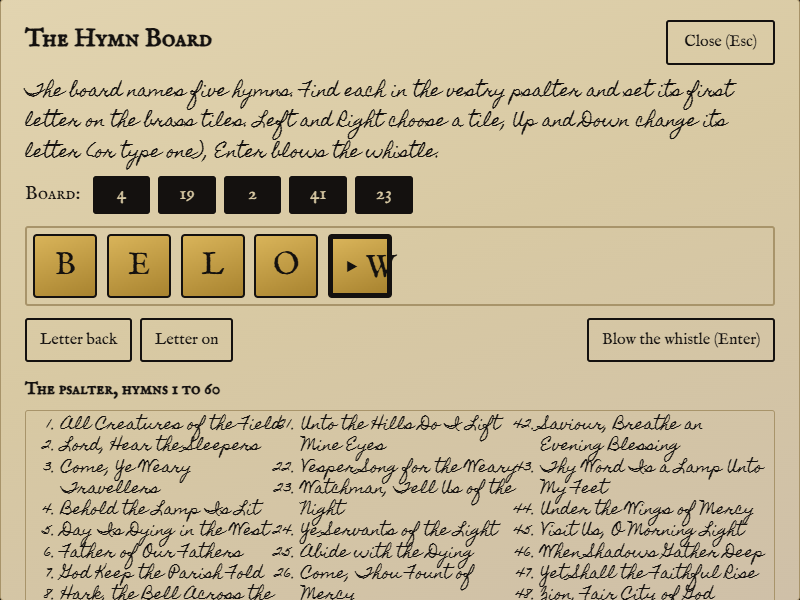 The Hymn Board
Close (Esc)
The board names five hymns. Find each in the vestry psalter and set its first
letter on the brass tiles. Left and Right choose a tile, Up and Down change its
letter (or type one), Enter blows the whistle.
Board: 4 19 2 41 23
B E L O ▸ W
Letter back Letter on Blow the whistle (Enter)
The psalter, hymns 1 to 60
1. All Creatures of the Field
2. Lord, Hear the Sleepers
3. Come, Ye Weary
Travellers
4. Behold the Lamp Is Lit
5. Day Is Dying in the West
6. Father of Our Fathers
7. God Keep the Parish Fold
8. Hark, the Bell Across the
21. Unto the Hills Do I Lift
Mine Eyes
22. Vesper Song for the Weary
23. Watchman, Tell Us of the
Night
24. Ye Servants of the Light
25. Abide with the Dying
26. Come, Thou Fount of
Mercy
42. Saviour, Breathe an
Evening Blessing
43. Thy Word Is a Lamp Unto
My Feet
44. Under the Wings of Mercy
45. Visit Us, O Morning Light
46. When Shadows Gather Deep
47. Yet Shall the Faithful Rise
48. Zion, Fair City of God